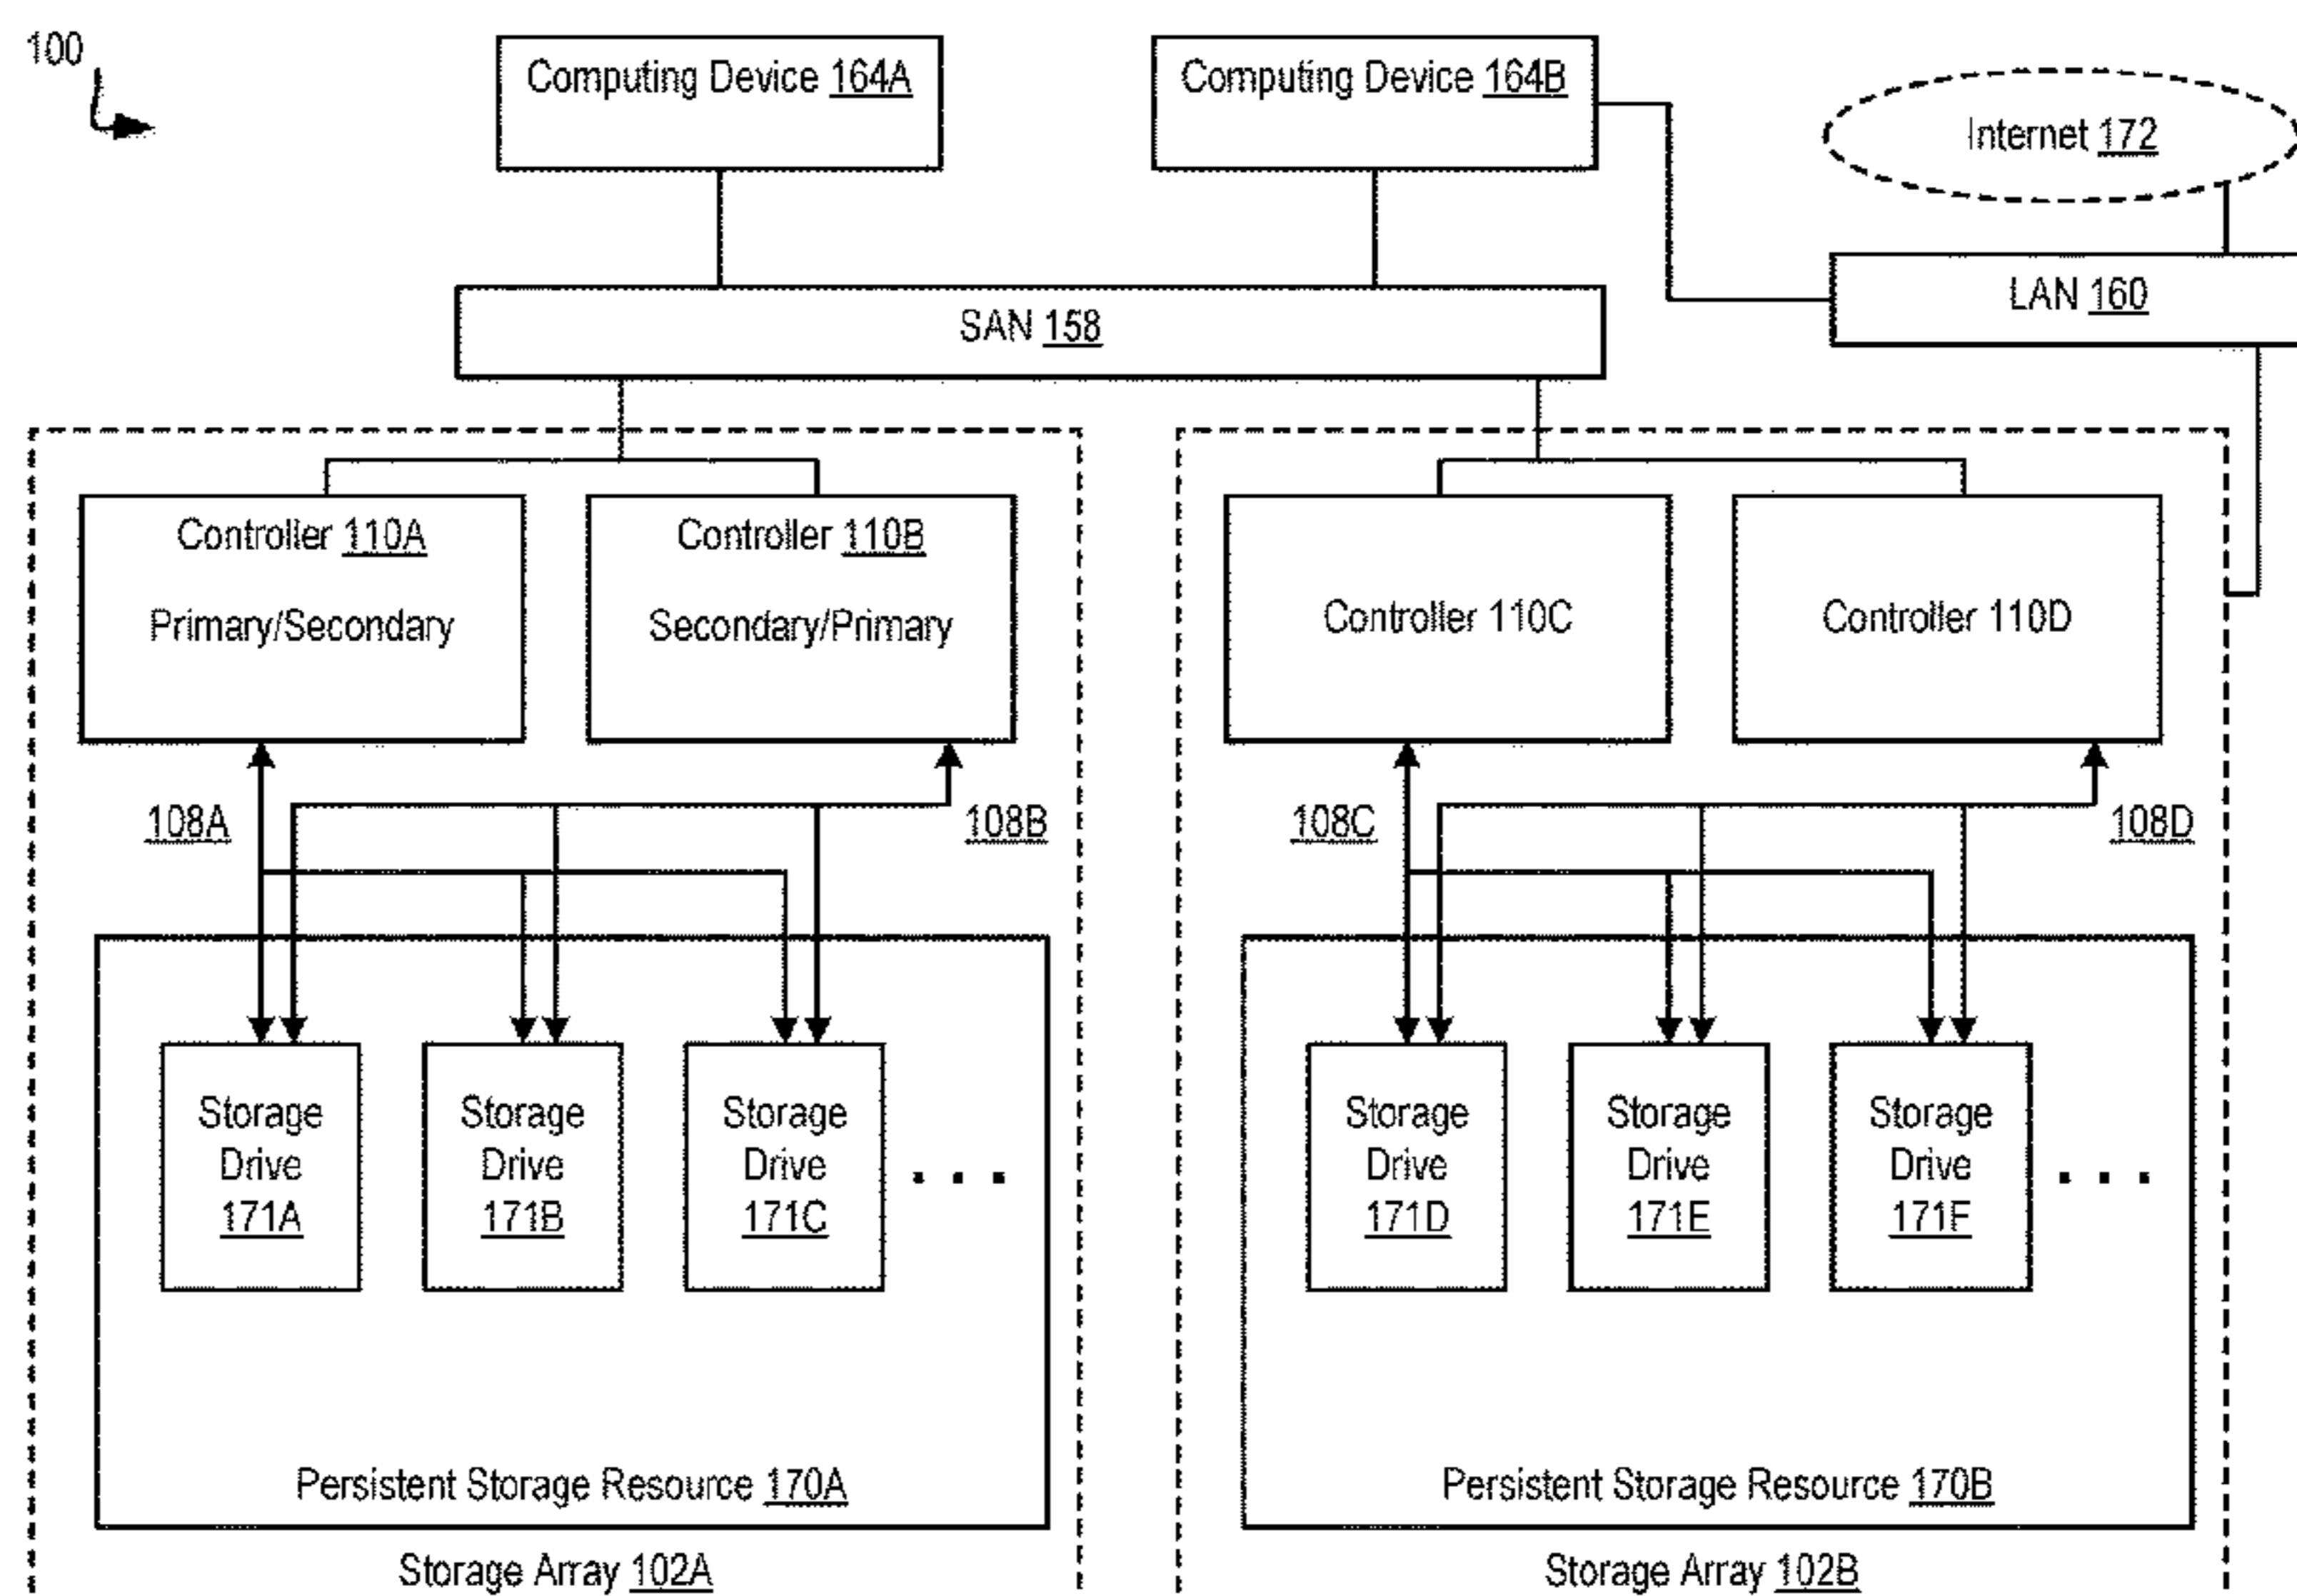 100
Computing Device 164A
Computing Device 164B
Internet 172
LAN 160
SAN 158
Controller 110A
Primary/Secondary
Controller 110B
Secondary/Primary
Controller 110C
Controller 110D
108A
108B
108C
108D
Storage
Drive
171A
Storage
Drive
171B
Storage
Drive
171C
. . .
Storage
Drive
171D
Storage
Drive
171E
Storage
Drive
171F
. . .
Persistent Storage Resource 170A
Persistent Storage Resource 170B
Storage Array 102A
Storage Array 102B